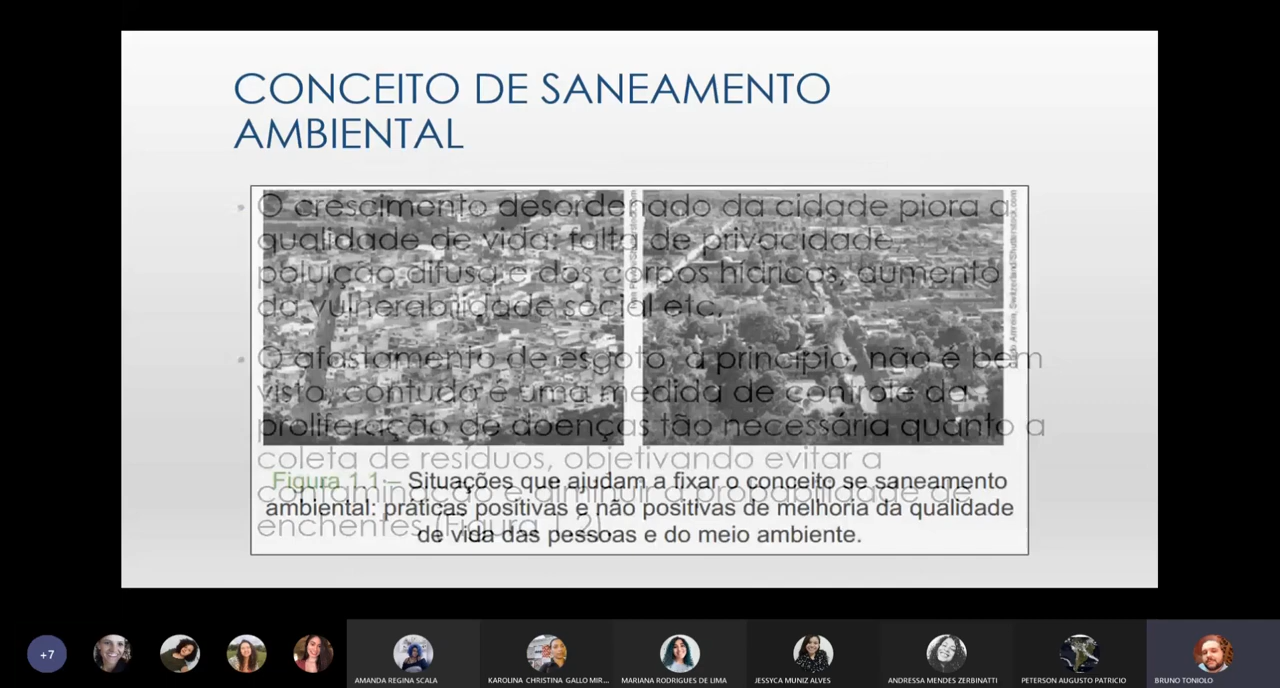 CONCEITO DE SANEAMENTO
AMBIENTAL
• O crescimento desordenado da cidade piora a
qualidade de vida: falta de privacidade,
poluição difusa e dos corpos hídricos, aumento
da vulnerabilidade social etc.
• O afastamento de esgoto, a princípio, não é bem
visto, contudo é uma medida de controle da
proliferação de doenças tão necessária quanto a
coleta de resíduos, objetivando evitar a
contaminação e diminuir a probabilidade de
enchentes (Figura 1.2).
Figura 1.1 – Situações que ajudam a fixar o conceito se saneamento
ambiental: práticas positivas e não positivas de melhoria da qualidade
de vida das pessoas e do meio ambiente.
+7
AMANDA REGINA SCALA
KAROLINA CHRISTINA GALLO MIR...
MARIANA RODRIGUES DE LIMA
JESSYCA MUNIZ ALVES
ANDRESSA MENDES ZERBINATTI
PETERSON AUGUSTO PATRICIO
BRUNO TONIOLO